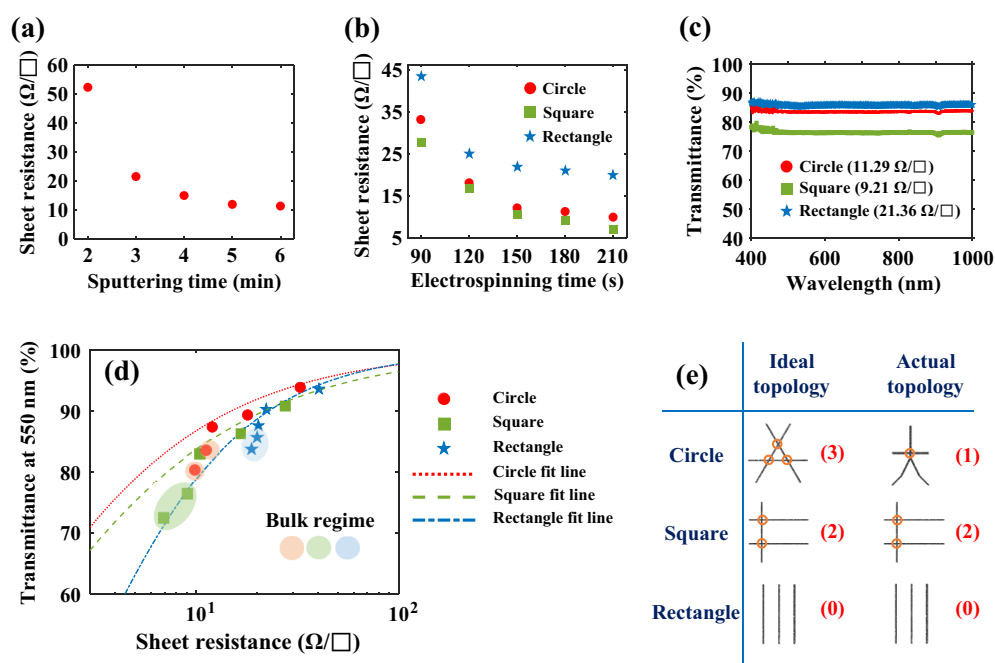 (a)
Sheet resistance (Ω/□)
60
50
40
30
20
10
0
2 3 4 5 6
Sputtering time (min)
(b)
Sheet resistance (Ω/□)
45
35
25
15
5
Circle
Square
Rectangle
90 120 150 180 210
Electrospinning time (s)
(c)
Transmittance (%)
100
90
80
70
60
50
40
Circle (11.29 Ω/□)
Square (9.21 Ω/□)
Rectangle (21.36 Ω/□)
400 600 800 1000
Wavelength (nm)
(d)
Transmittance at 550 nm (%)
100
90
80
70
60
Bulk regime
10¹ 10²
Sheet resistance (Ω/□)
Circle
Square
Rectangle
Circle fit line
Square fit line
Rectangle fit line
(e)
Ideal topology
Actual topology
Circle (3) (1)
Square (2) (2)
Rectangle (0) (0)